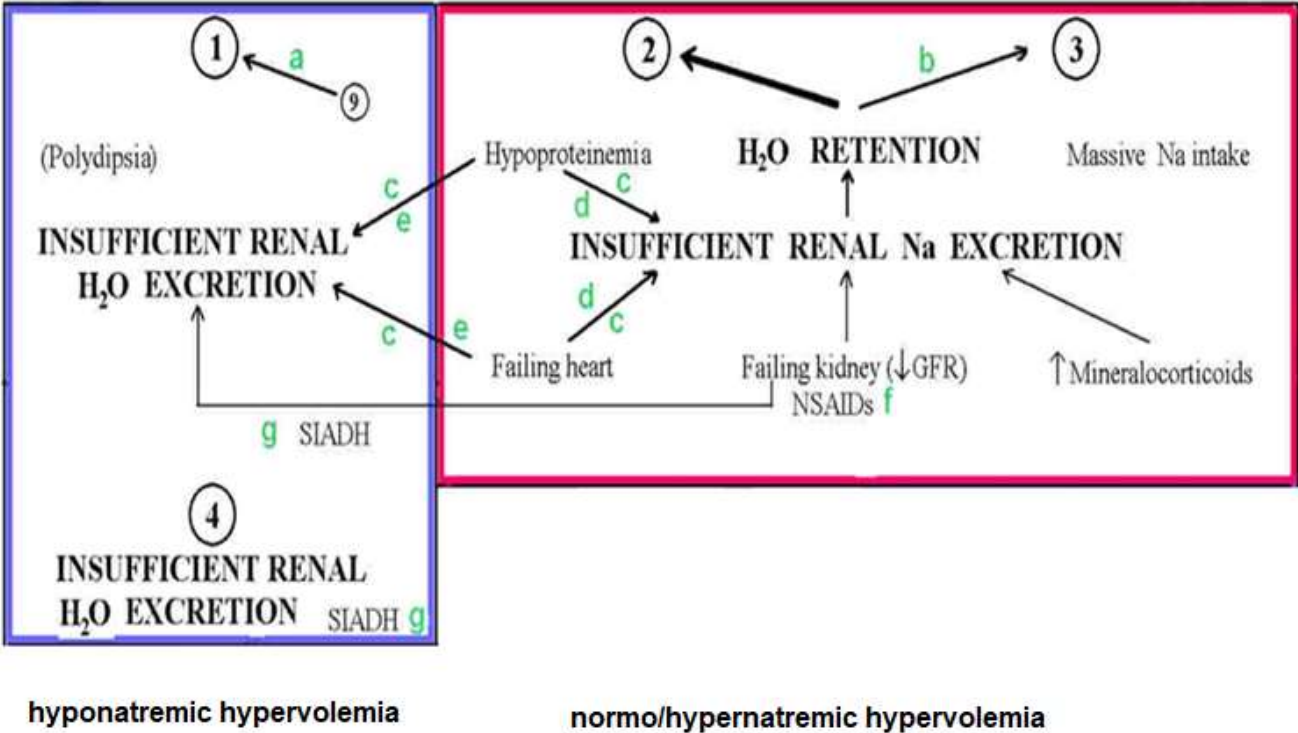 1
a
9
2
b
3
(Polydipsia)
Hypoproteinemia
H₂O RETENTION
Massive Na intake
c
e
c
d
INSUFFICIENT RENAL
H₂O EXCRETION
INSUFFICIENT RENAL Na EXCRETION
c
e
d
c
Failing heart
Failing kidney (↓GFR)
NSAIDs f
↑Mineralocorticoids
g SIADH
4
INSUFFICIENT RENAL
H₂O EXCRETION SIADH g
hyponatremic hypervolemia
normo/hypernatremic hypervolemia